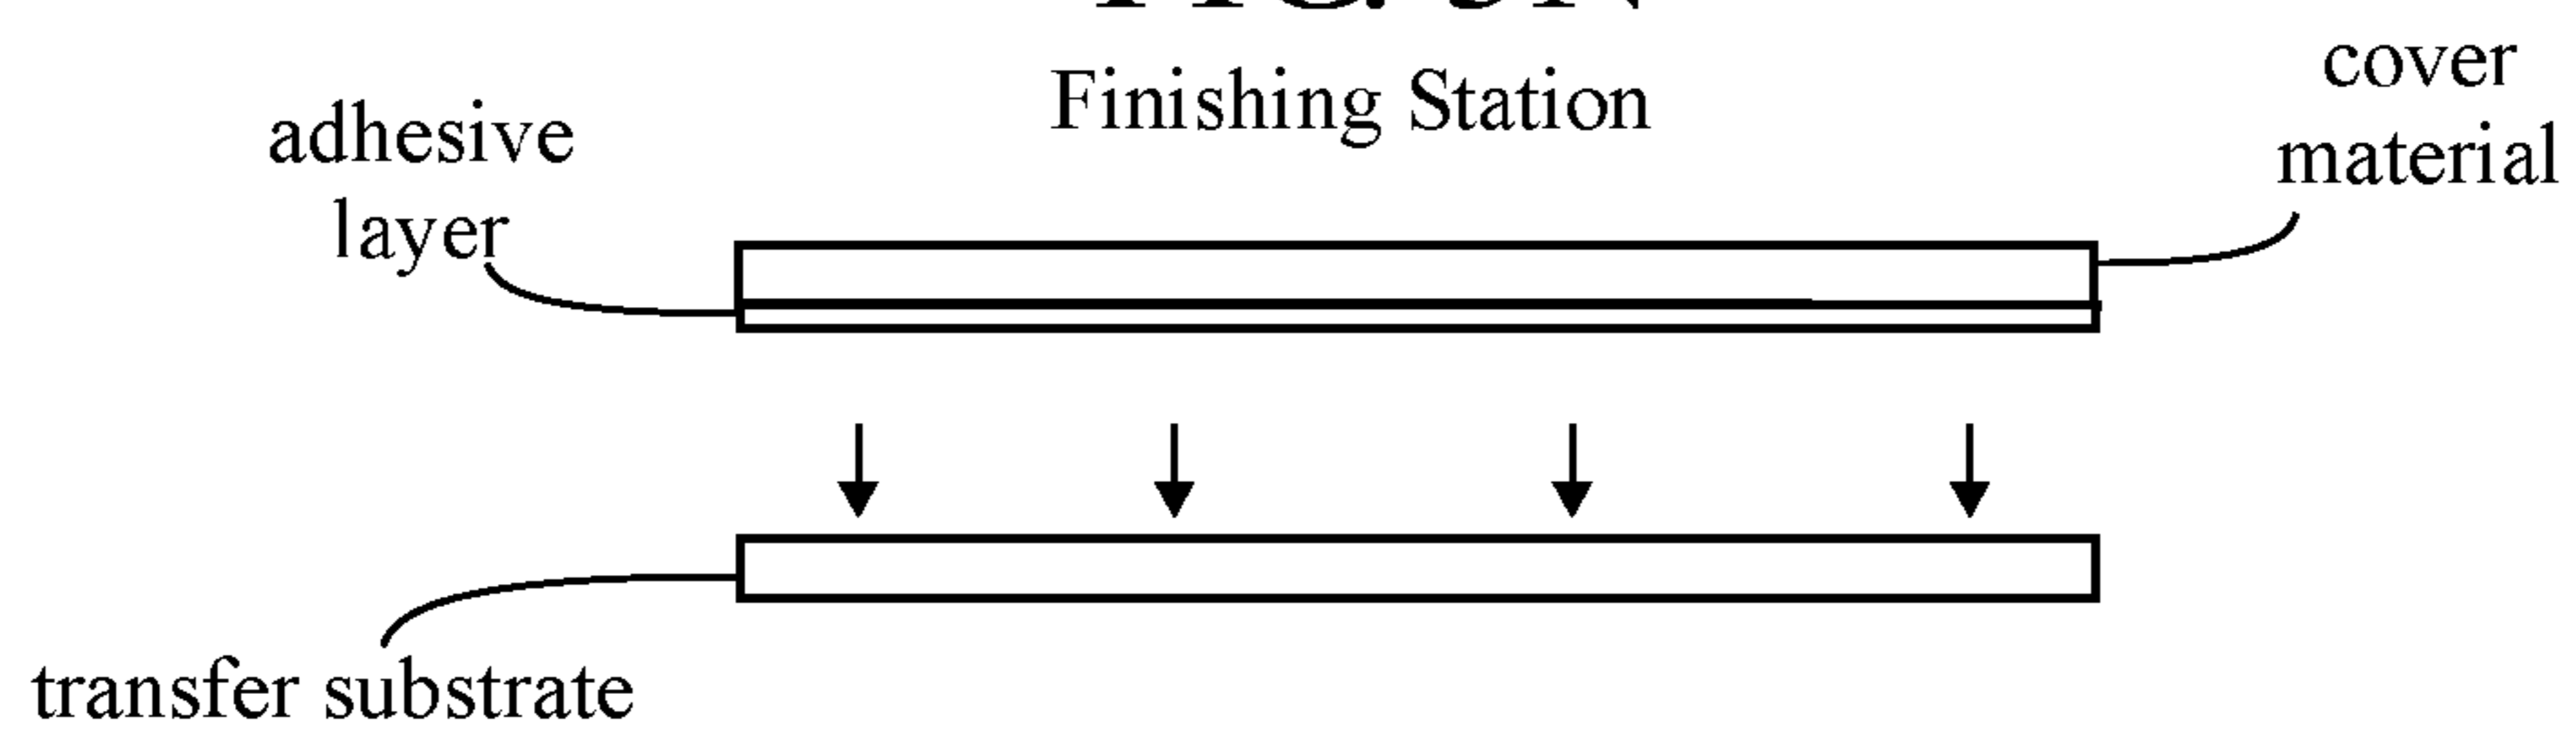 Finishing Station
adhesive
layer
cover
material
transfer substrate